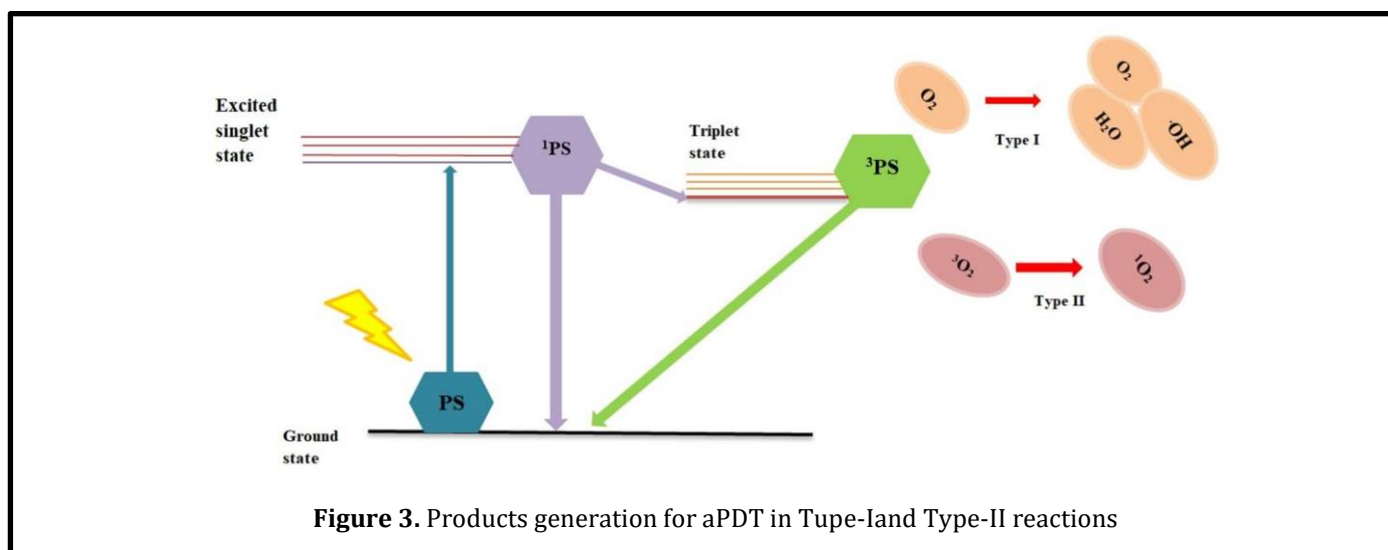 Excited
singlet
state
¹PS
Triplet
state
³PS
O₂
Type I
O₂
H₂O
·OH
³O₂
Type II
¹O₂
PS
Ground
state
Figure 3. Products generation for aPDT in Tupe-Iand Type-II reactions